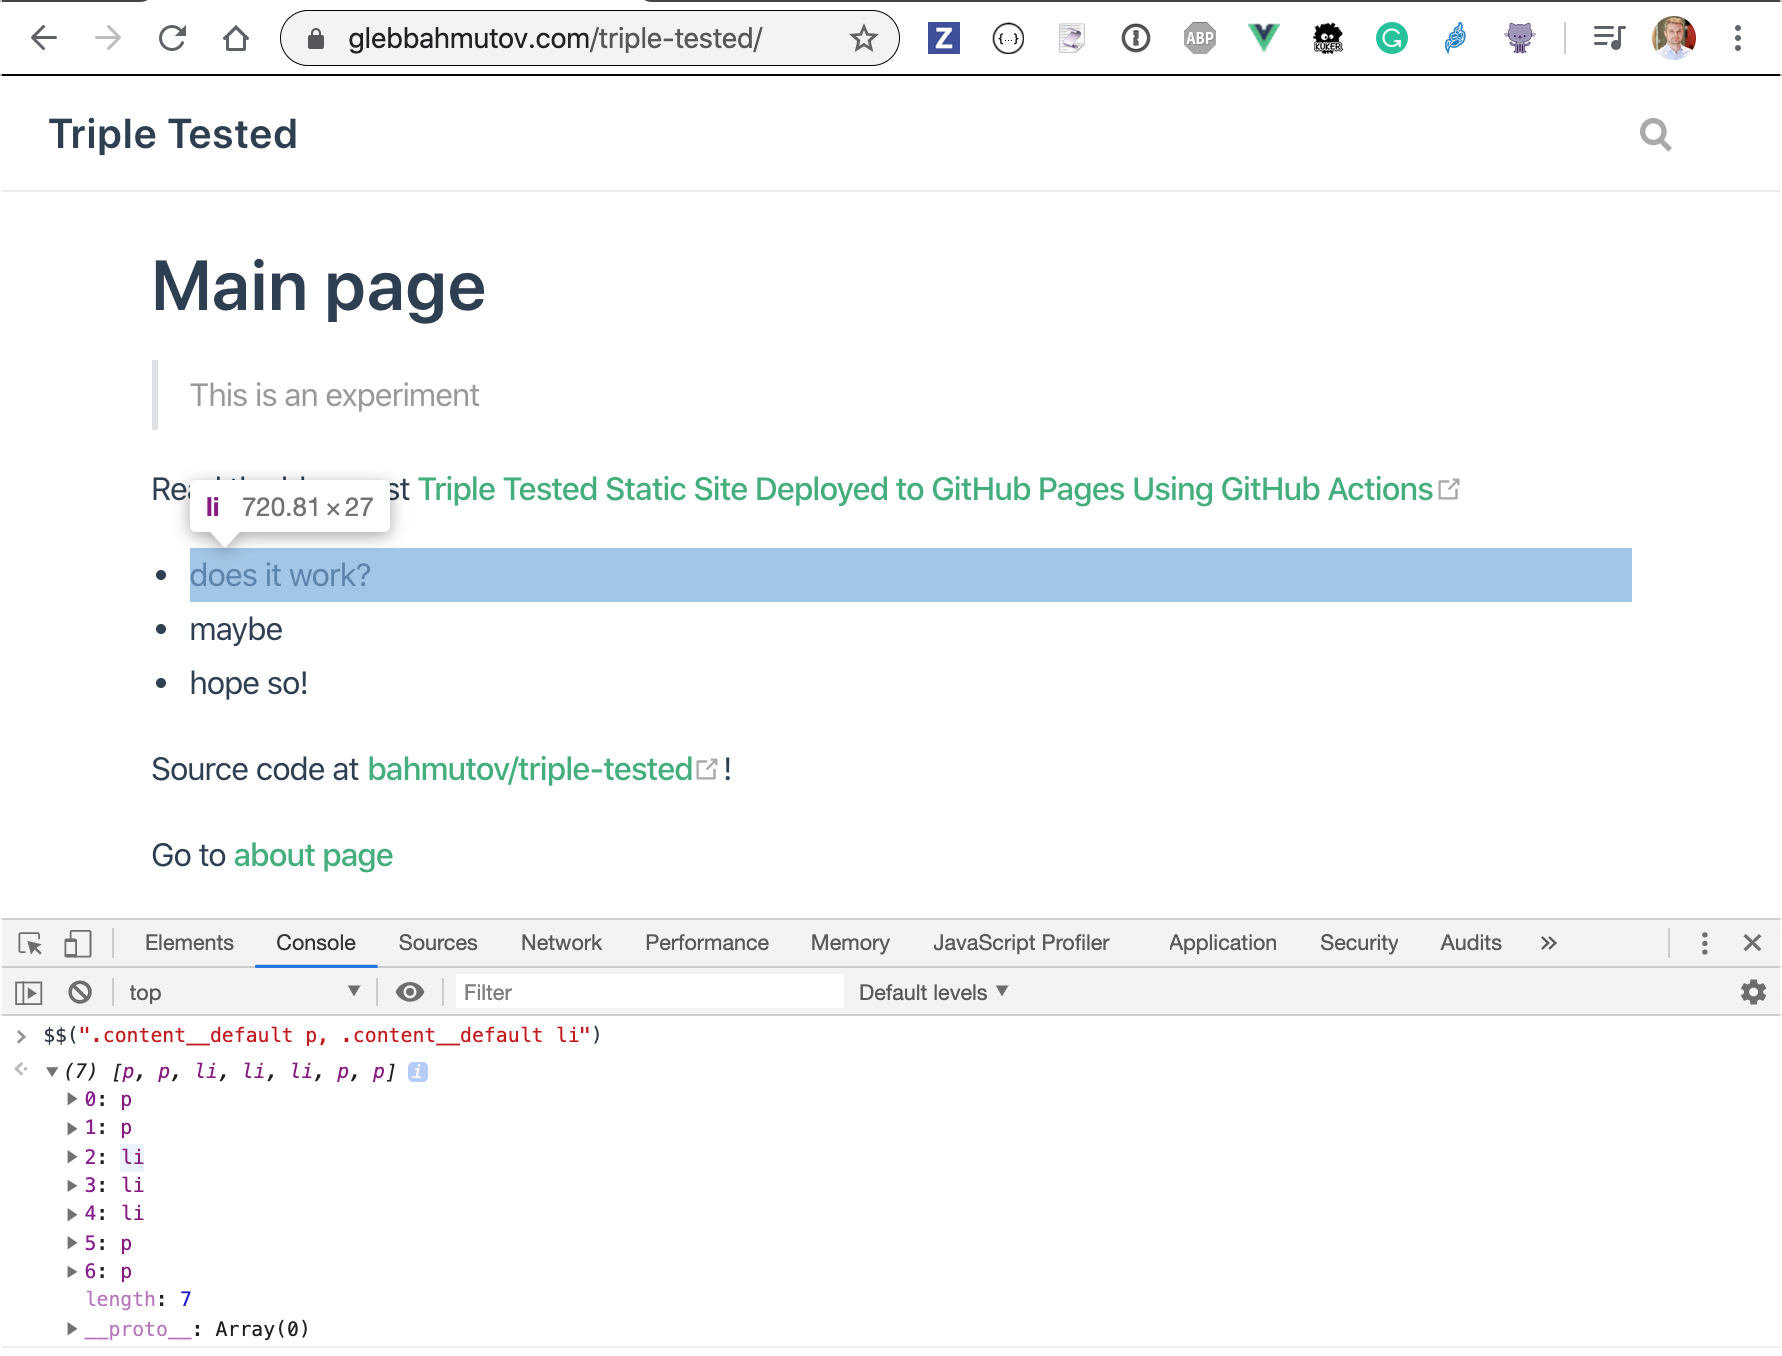 glebbahmutov.com/triple-tested/
Z {...} ABP KUKER G
Triple Tested
Main page
This is an experiment
st Triple Tested Static Site Deployed to GitHub Pages Using GitHub Actions
li 720.81 × 27
• does it work?
• maybe
• hope so!
Source code at bahmutov/triple-tested !
Go to about page
Elements Console Sources Network Performance Memory JavaScript Profiler Application Security Audits »
top ▼ Filter Default levels ▼
> $$(".content__default p, .content__default li")
▼(7) [p, p, li, li, li, p, p] i
▶0: p
▶1: p
▶2: li
▶3: li
▶4: li
▶5: p
▶6: p
length: 7
▶__proto__: Array(0)